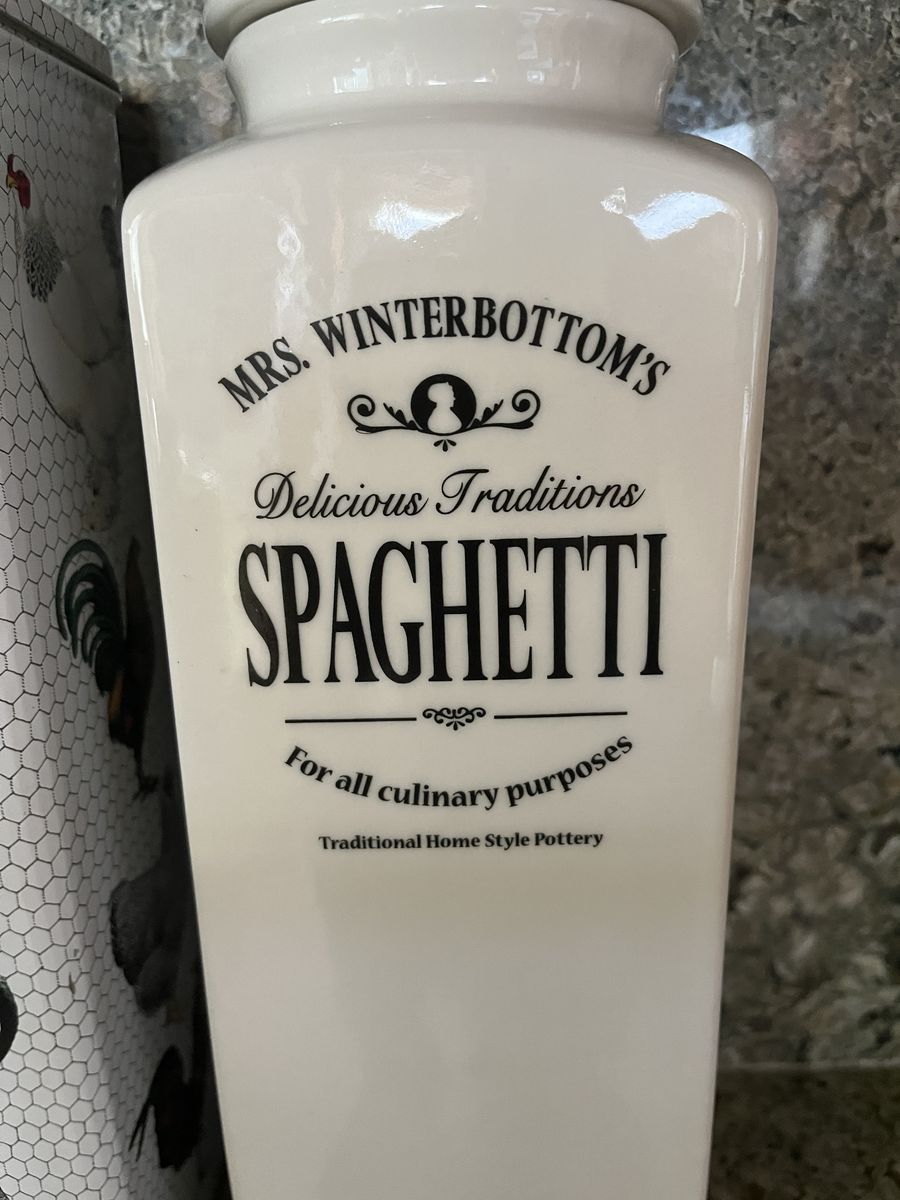 MRS. WINTERBOTTOM'S
Delicious Traditions
SPAGHETTI
For all culinary purposes
Traditional Home Style Pottery